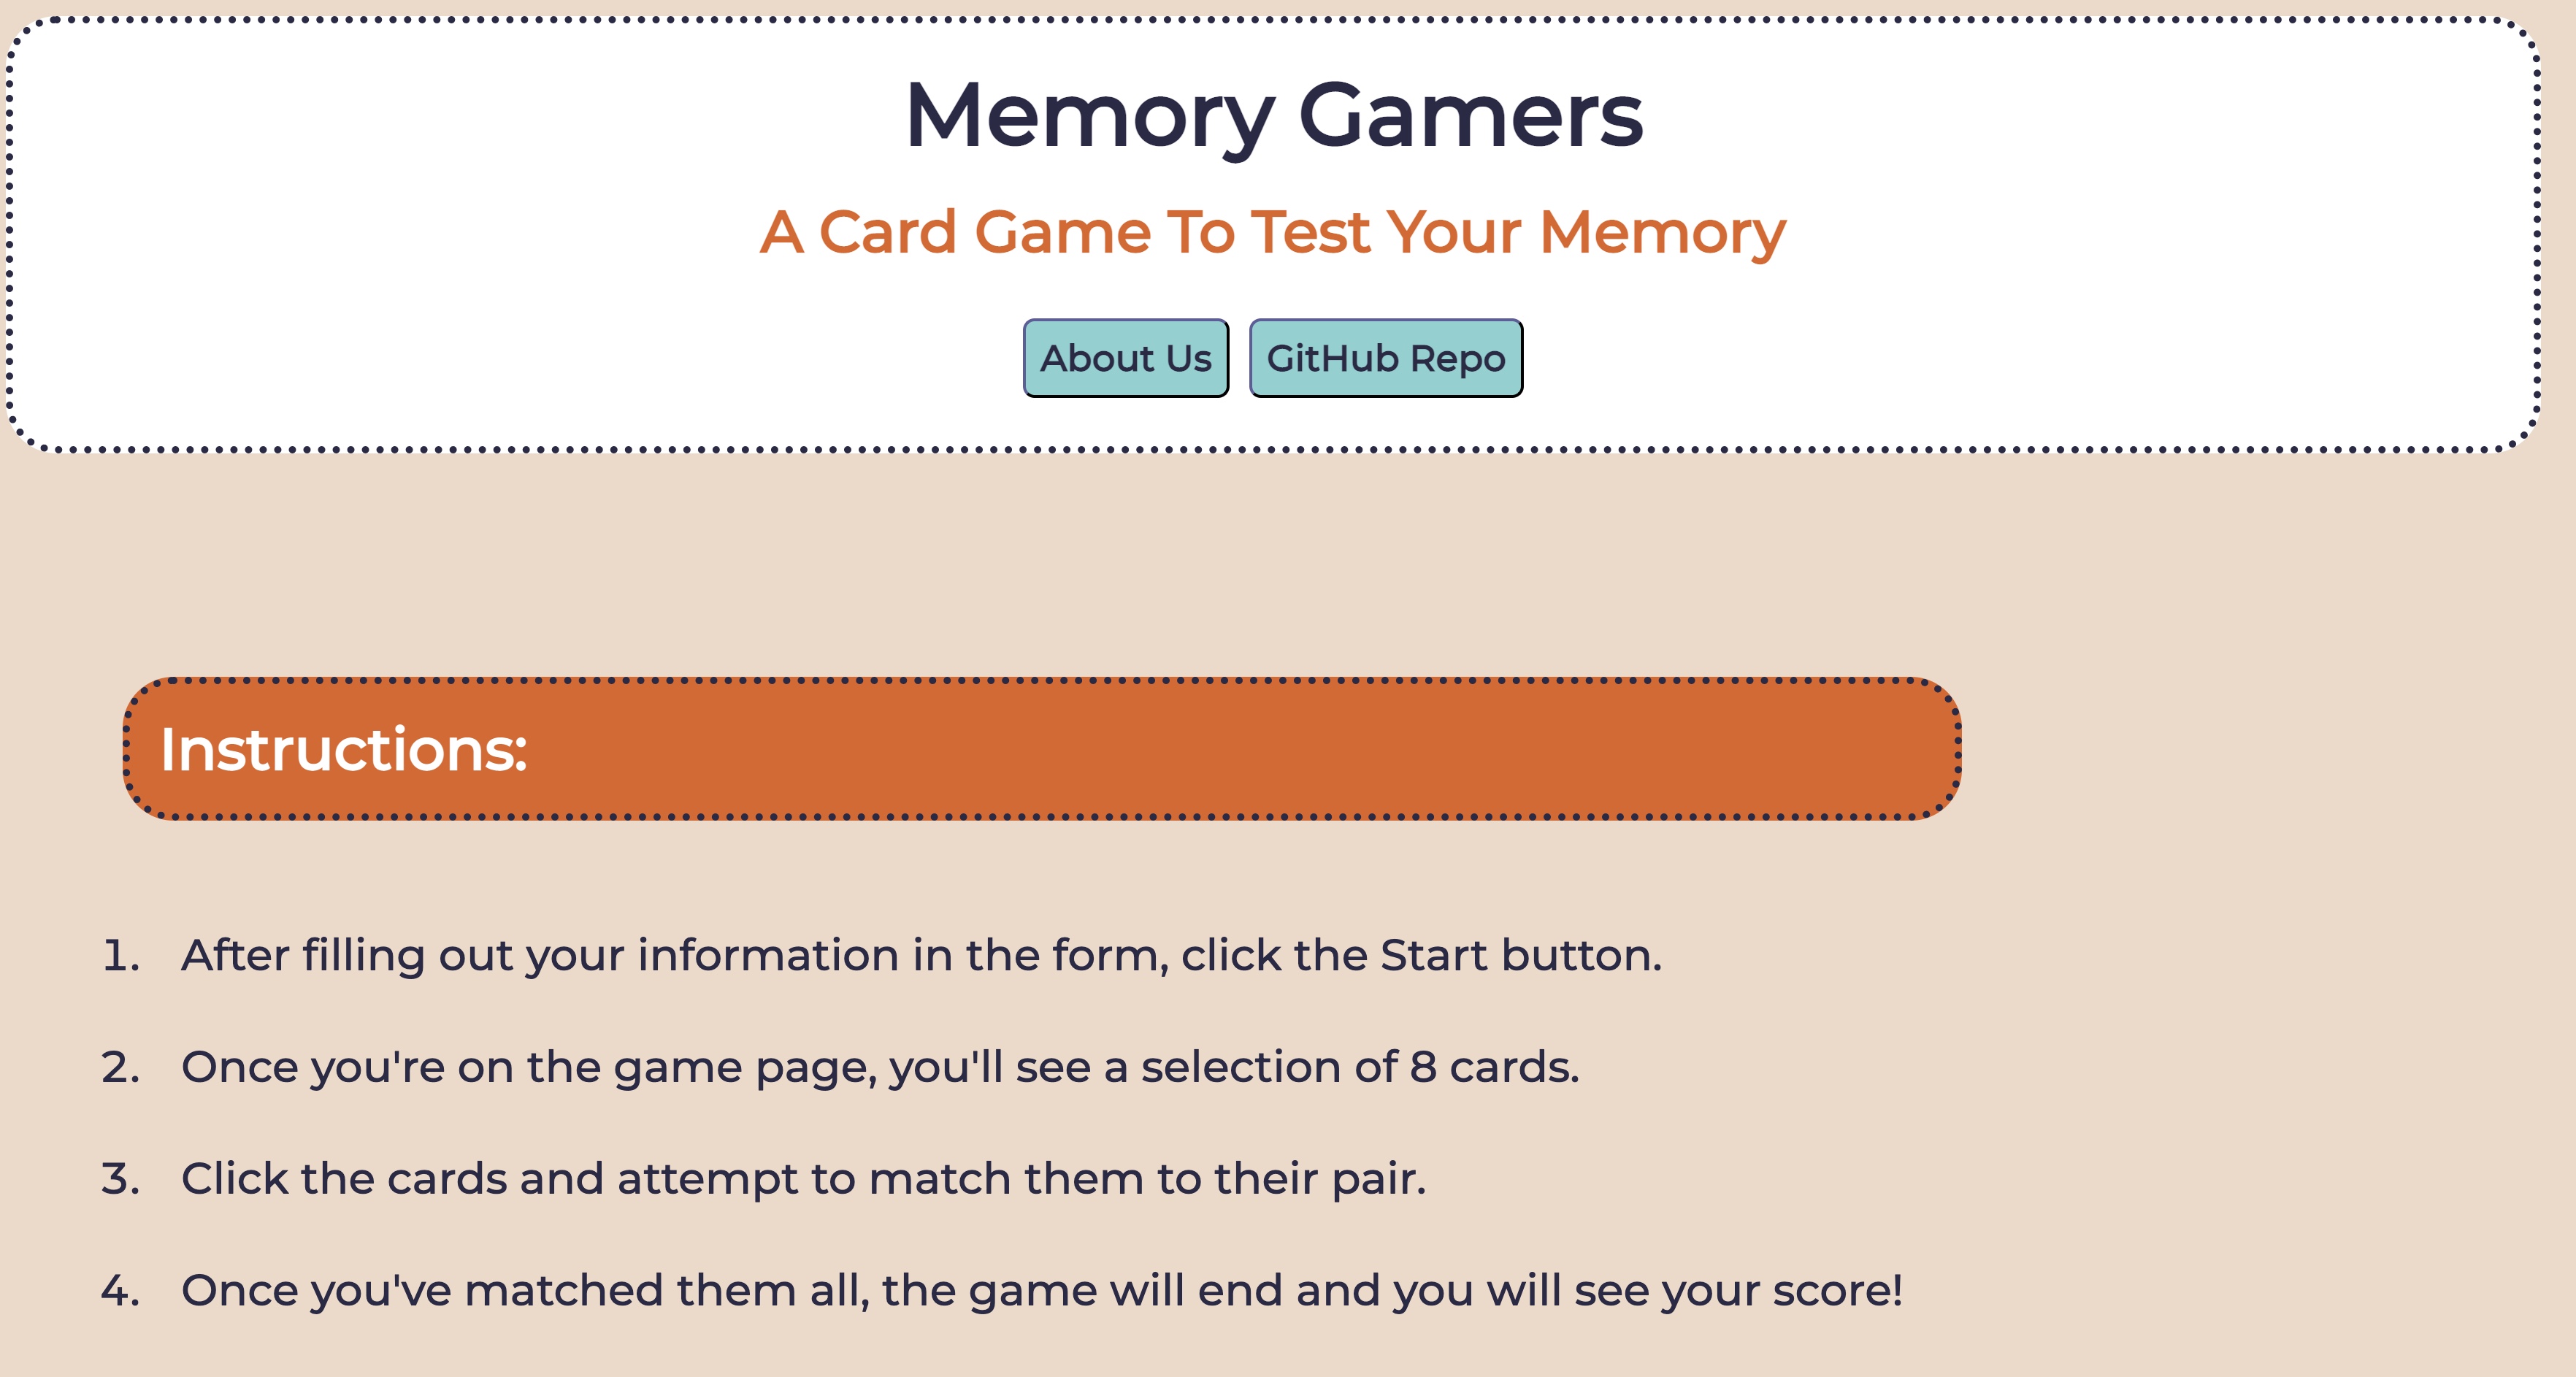 Memory Gamers
A Card Game To Test Your Memory
About Us GitHub Repo
Instructions:
1. After filling out your information in the form, click the Start button.
2. Once you're on the game page, you'll see a selection of 8 cards.
3. Click the cards and attempt to match them to their pair.
4. Once you've matched them all, the game will end and you will see your score!